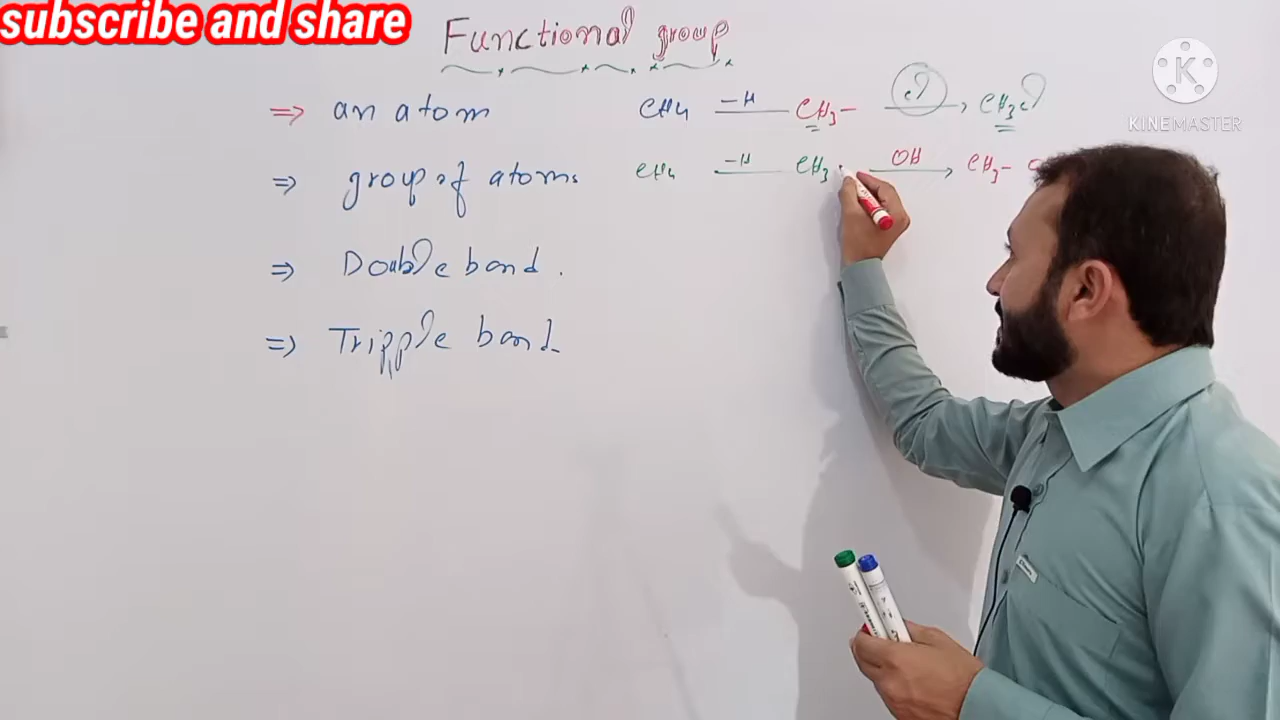 subscribe and share
Functional group
⇒ an atom CH4 —H CH3– Cl → CH3Cl
⇒ group of atoms CH4 —H CH3 OH → CH3–
⇒ Double bond.
⇒ Tripple bond
K
KINEMASTER